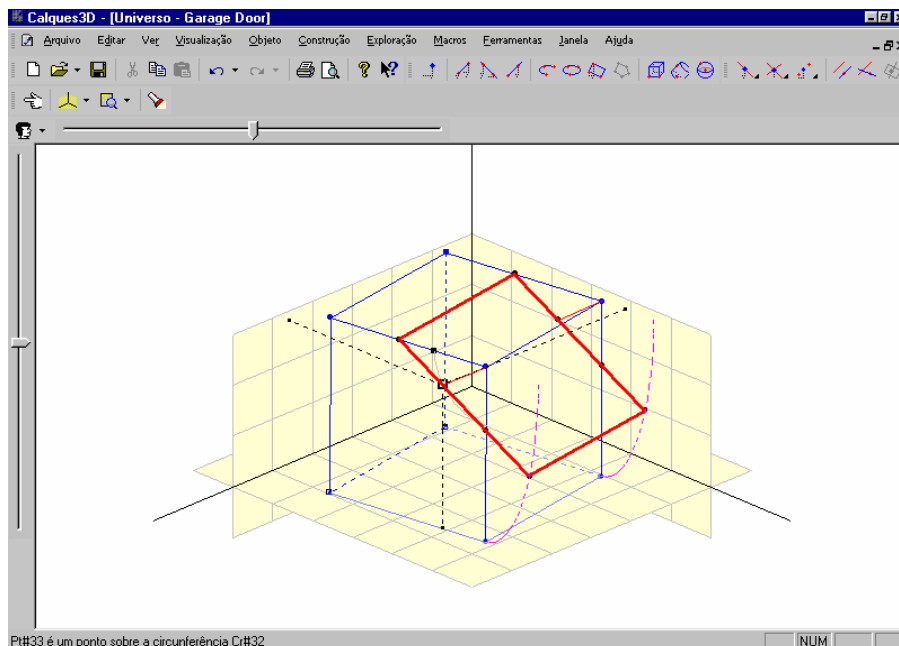 Calques3D - [Universo - Garage Door]
Arquivo Editar Ver Visualização Objeto Construção Exploração Macros Ferramentas Janela Ajuda
Pt#33 é um ponto sobre a circunferência Cr#32
NUM